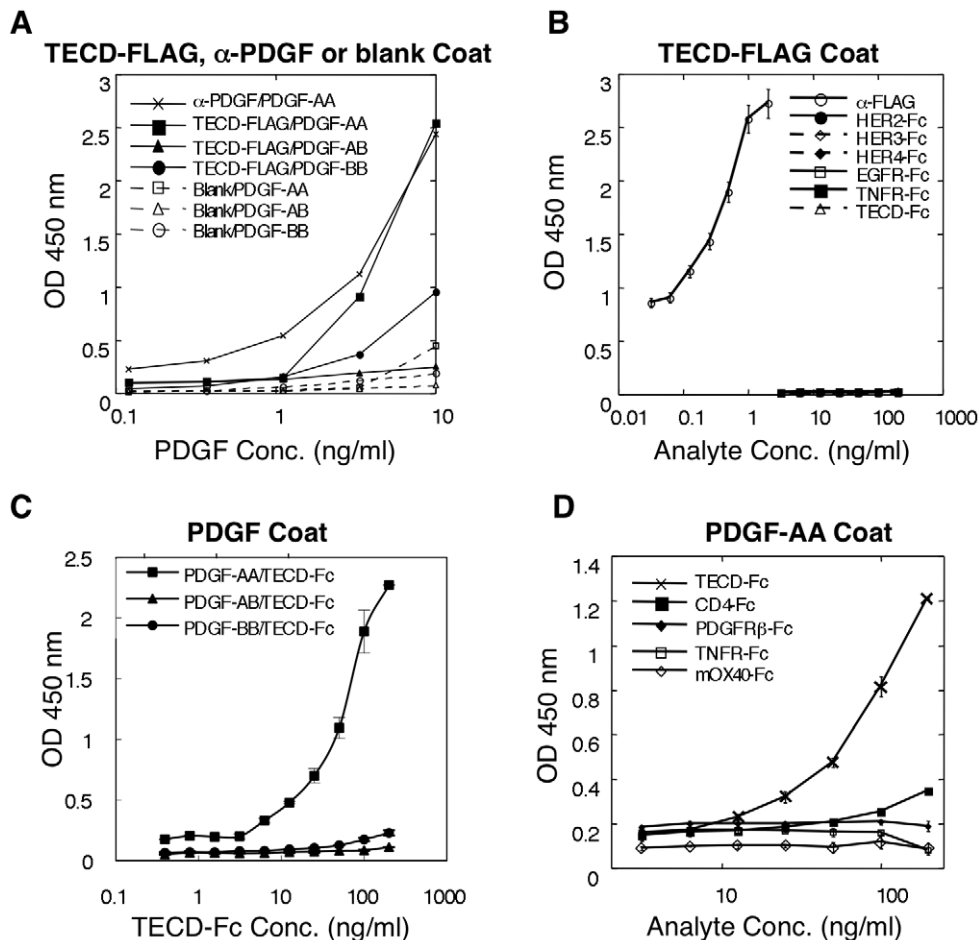 A
TECD-FLAG, α-PDGF or blank Coat
3
2.5
2
1.5
1
0.5
0
OD 450 nm
α-PDGF/PDGF-AA
TECD-FLAG/PDGF-AA
TECD-FLAG/PDGF-AB
TECD-FLAG/PDGF-BB
Blank/PDGF-AA
Blank/PDGF-AB
Blank/PDGF-BB
0.1 1 10
PDGF Conc. (ng/ml)
B
TECD-FLAG Coat
3
2.5
2
1.5
1
0.5
0
OD 450 nm
α-FLAG
HER2-Fc
HER3-Fc
HER4-Fc
EGFR-Fc
TNFR-Fc
TECD-Fc
0.01 0.1 1 10 100 1000
Analyte Conc. (ng/ml)
C
PDGF Coat
2.5
2
1.5
1
0.5
0
OD 450 nm
PDGF-AA/TECD-Fc
PDGF-AB/TECD-Fc
PDGF-BB/TECD-Fc
0.1 1 10 100 1000
TECD-Fc Conc. (ng/ml)
D
PDGF-AA Coat
1.4
1.2
1
0.8
0.6
0.4
0.2
0
OD 450 nm
TECD-Fc
CD4-Fc
PDGFRβ-Fc
TNFR-Fc
mOX40-Fc
10 100
Analyte Conc. (ng/ml)